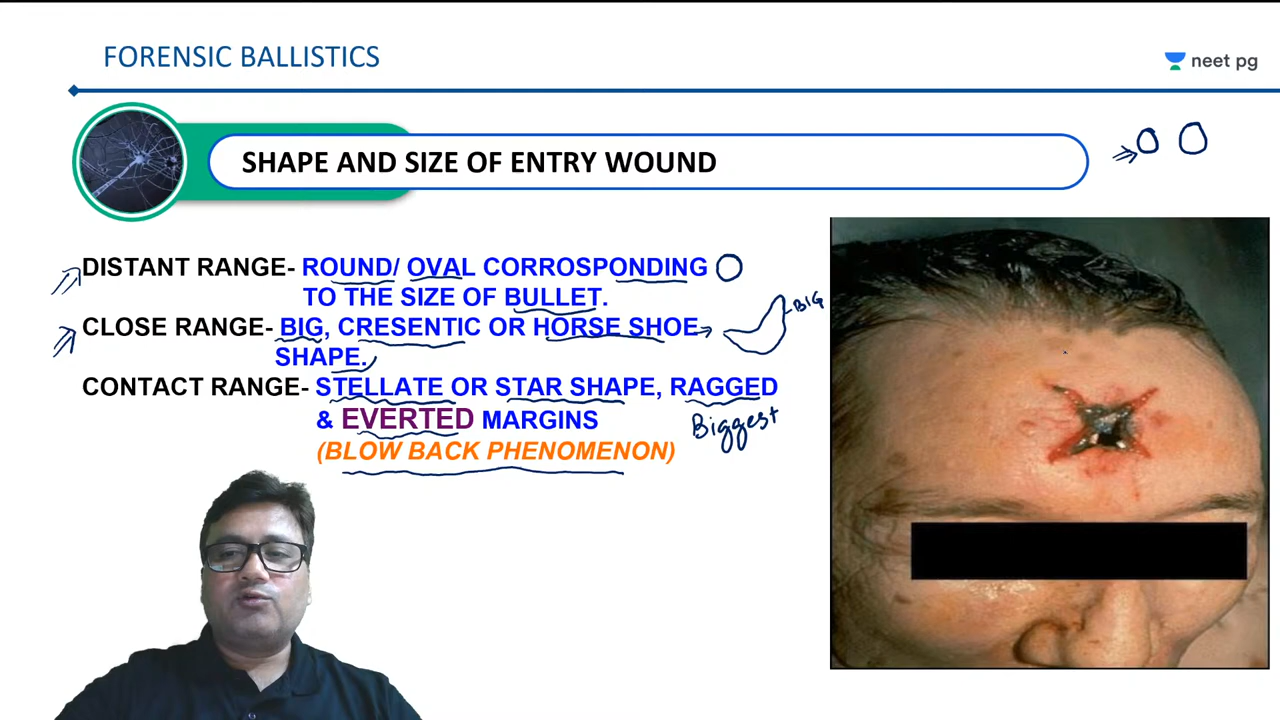 FORENSIC BALLISTICS
neet pg
SHAPE AND SIZE OF ENTRY WOUND
DISTANT RANGE- ROUND/ OVAL CORROSPONDING
TO THE SIZE OF BULLET.
BIG
CLOSE RANGE- BIG, CRESENTIC OR HORSE SHOE
SHAPE.
CONTACT RANGE- STELLATE OR STAR SHAPE, RAGGED
& EVERTED MARGINS
Biggest
(BLOW BACK PHENOMENON)